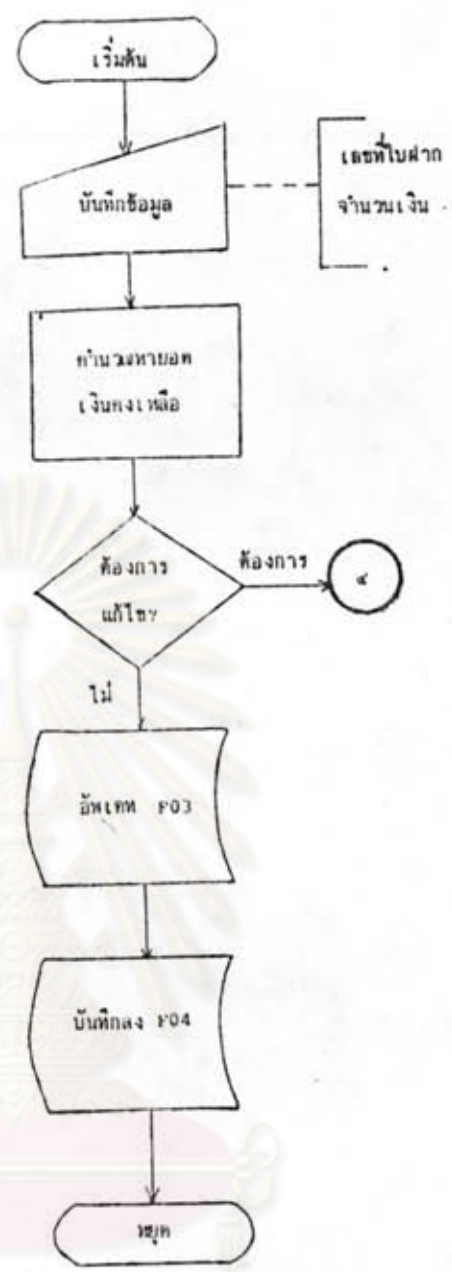 เริ่มต้น
บันทึกข้อมูล
เลขที่ใบฝาก
จำนวนเงิน
คำนวณหายอด
เงินคงเหลือ
ต้องการ
แก้ไข?
ต้องการ
๔
ไม่
อัพเดท F03
บันทึกลง F04
หยุด